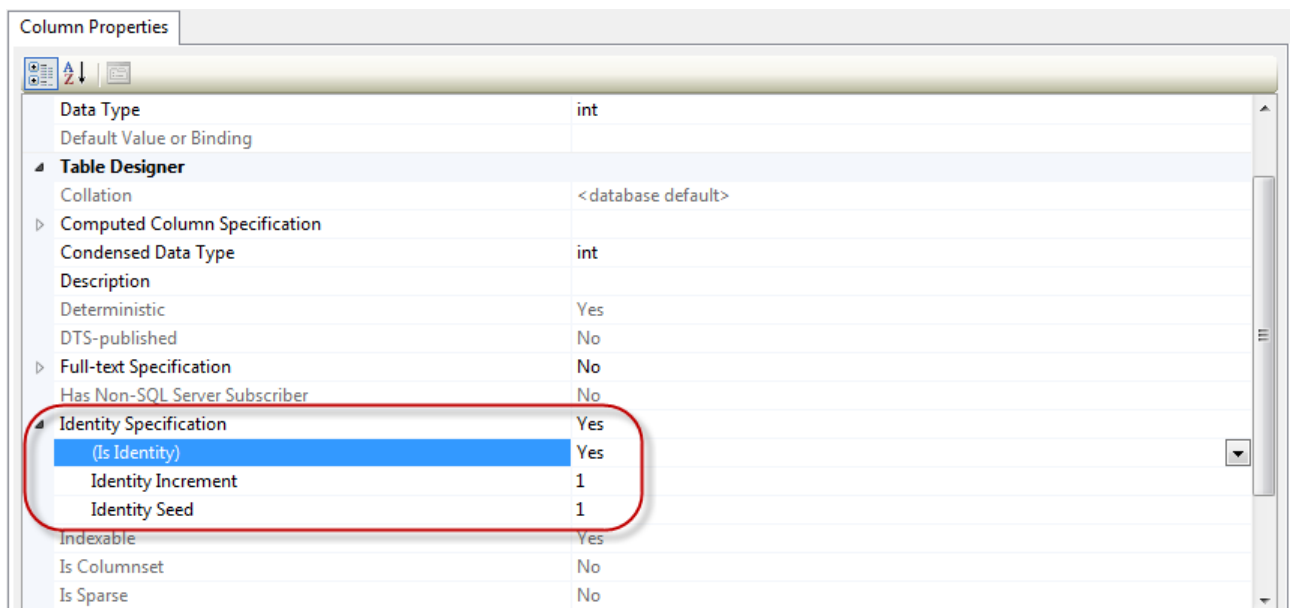 Column Properties
Data Type int
Default Value or Binding
Table Designer
Collation <database default>
Computed Column Specification
Condensed Data Type int
Description
Deterministic Yes
DTS-published No
Full-text Specification No
Has Non-SQL Server Subscriber No
Identity Specification Yes
(Is Identity) Yes
Identity Increment 1
Identity Seed 1
Indexable Yes
Is Columnset No
Is Sparse No